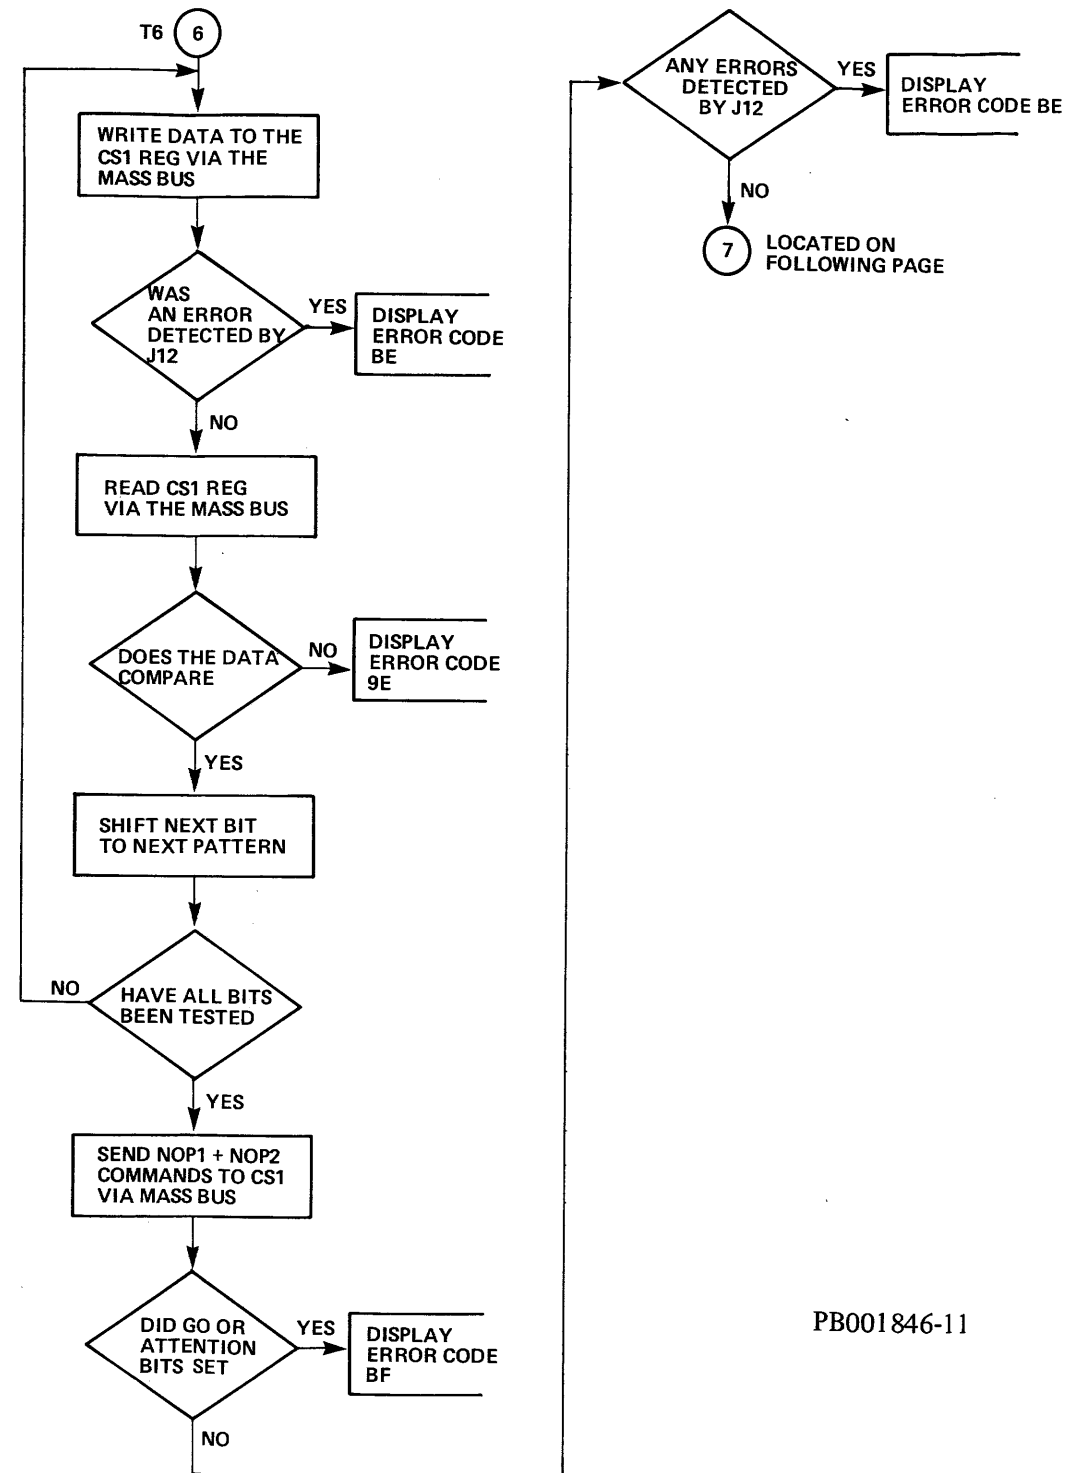 T6 6
WRITE DATA TO THE
CS1 REG VIA THE
MASS BUS
WAS
AN ERROR
DETECTED BY
J12
YES
DISPLAY
ERROR CODE
BE
NO
READ CS1 REG
VIA THE MASS BUS
DOES THE DATA
COMPARE
NO
DISPLAY
ERROR CODE
9E
YES
SHIFT NEXT BIT
TO NEXT PATTERN
NO
HAVE ALL BITS
BEEN TESTED
YES
SEND NOP1 + NOP2
COMMANDS TO CS1
VIA MASS BUS
DID GO OR
ATTENTION
BITS SET
YES
DISPLAY
ERROR CODE
BF
NO
ANY ERRORS
DETECTED
BY J12
YES
DISPLAY
ERROR CODE BE
NO
7
LOCATED ON
FOLLOWING PAGE
PB001846-11